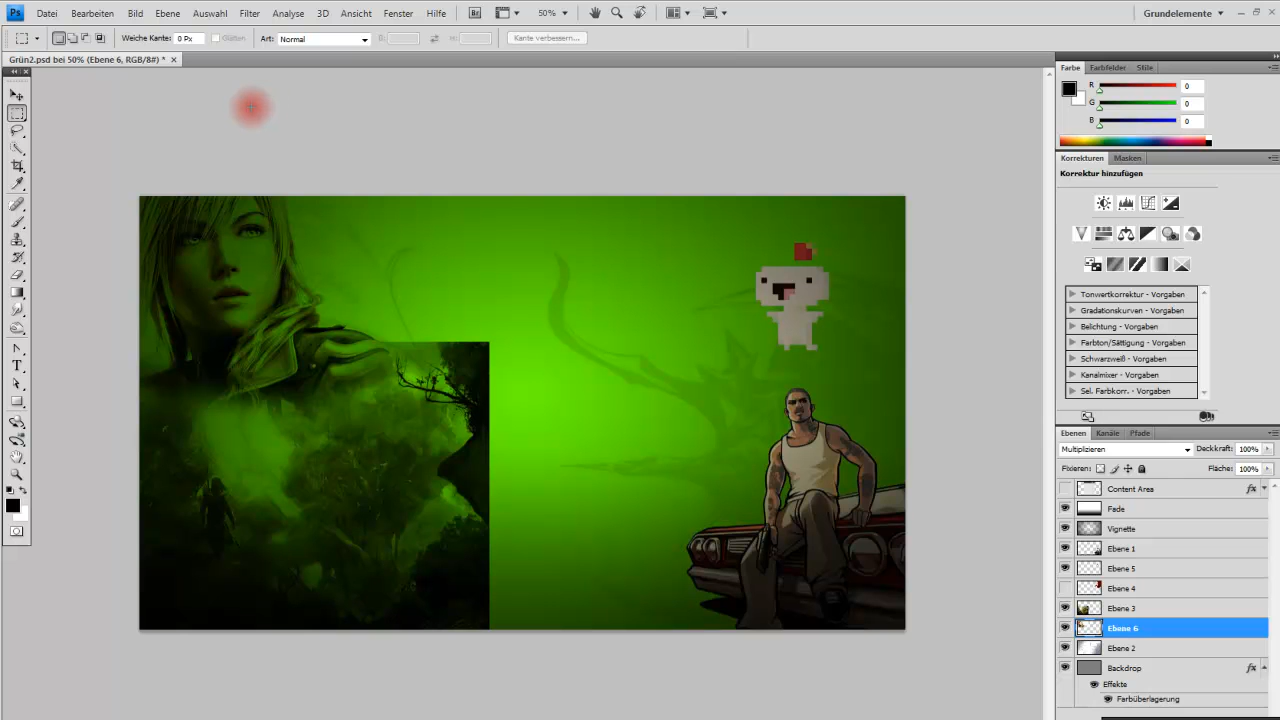 Ps Datei Bearbeiten Bild Ebene Auswahl Filter Analyse 3D Ansicht Fenster Hilfe Br 50% Grundelemente
Weiche Kante: 0 Px Glätten Art: Normal B: H: Kante verbessern...
Grün2.psd bei 50% (Ebene 6, RGB/8#) *
Farbe Farbfelder Stile
R 0
G 0
B 0
Korrekturen Masken
Korrektur hinzufügen
Tonwertkorrektur - Vorgaben
Gradationskurven - Vorgaben
Belichtung - Vorgaben
Farbton/Sättigung - Vorgaben
Schwarzweiß - Vorgaben
Kanalmixer - Vorgaben
Sel. Farbkorr. - Vorgaben
Ebenen Kanäle Pfade
Multiplizieren Deckkraft: 100%
Fixieren: Fläche: 100%
Content Area fx
Fade
Vignette
Ebene 1
Ebene 5
Ebene 4
Ebene 3
Ebene 6
Ebene 2
Backdrop fx
Effekte
Farbüberlagerung